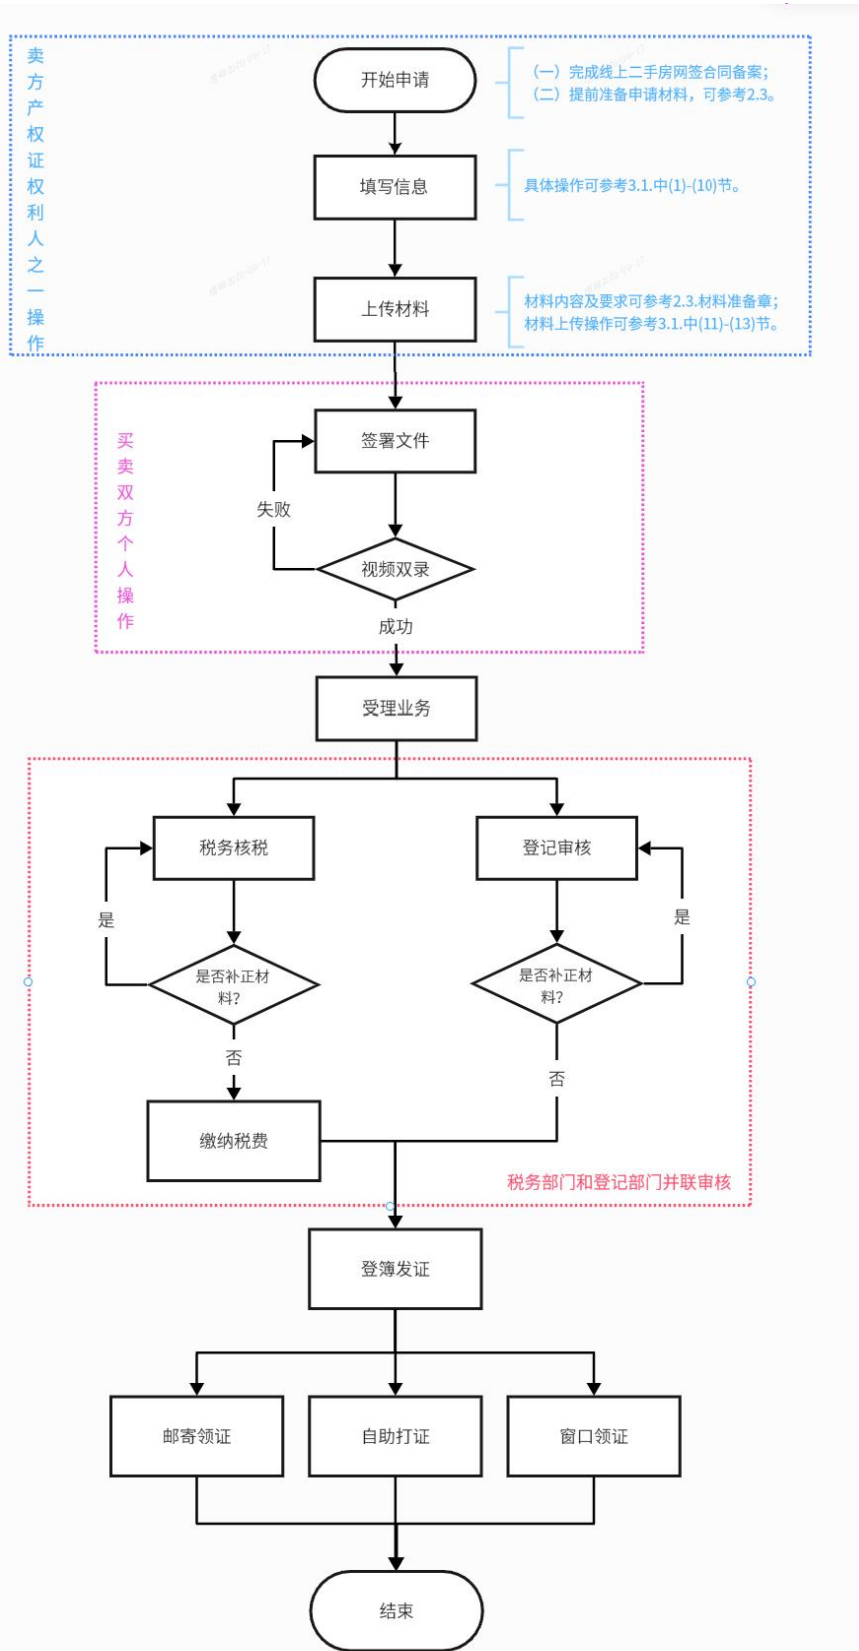 卖方产权证权利人之一操作
开始申请
（一）完成线上二手房网签合同备案；
（二）提前准备申请材料，可参考2.3。
填写信息
具体操作可参考3.1.中(1)-(10)节。
上传材料
材料内容及要求可参考2.3.材料准备章；
材料上传操作可参考3.1.中(11)-(13)节。
买卖双方个人操作
签署文件
失败
视频双录
成功
受理业务
税务核税
登记审核
是
是
是否补正材
料？
是否补正材
料？
否
否
缴纳税费
税务部门和登记部门并联审核
登簿发证
邮寄领证
自助打证
窗口领证
结束